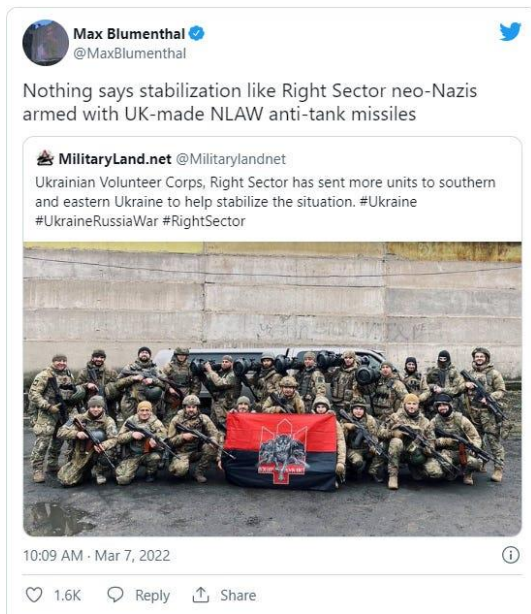 Max Blumenthal
@MaxBlumenthal
Nothing says stabilization like Right Sector neo-Nazis
armed with UK-made NLAW anti-tank missiles
MilitaryLand.net @Militarylandnet
Ukrainian Volunteer Corps, Right Sector has sent more units to southern
and eastern Ukraine to help stabilize the situation. #Ukraine
#UkraineRussiaWar #RightSector
10:09 AM · Mar 7, 2022
1.6K Reply Share